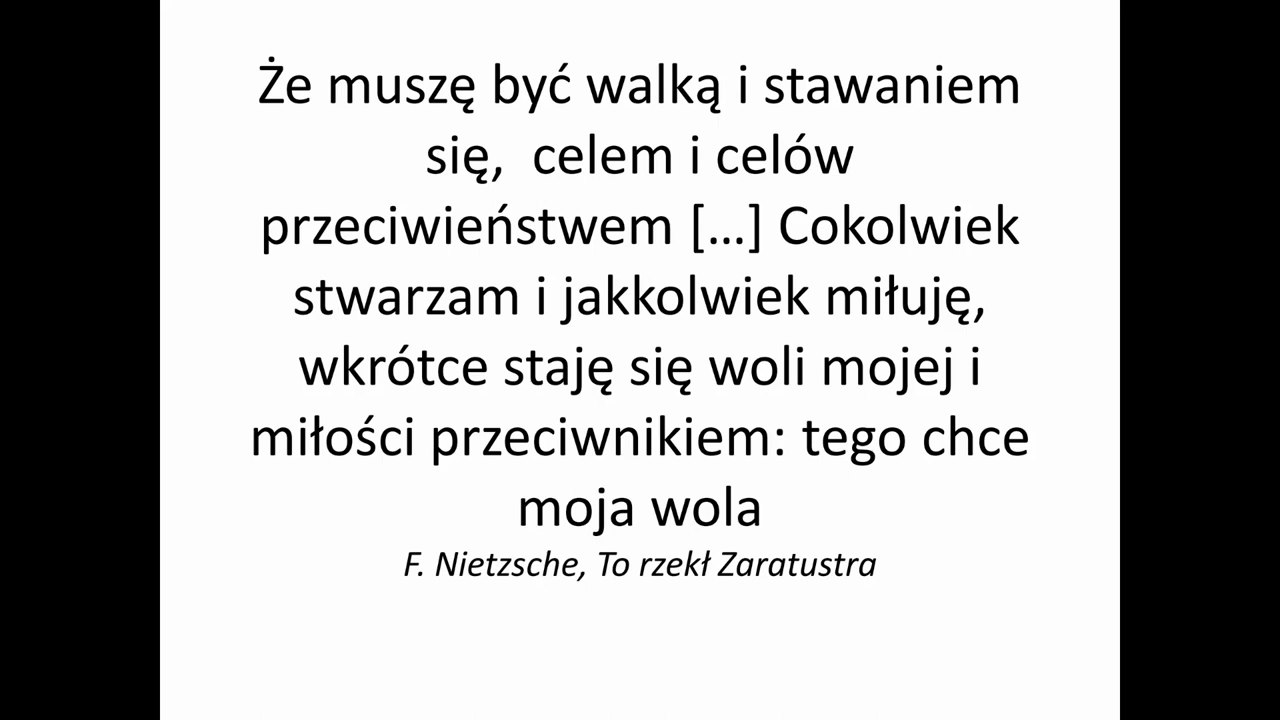 Że muszę być walką i stawaniem
się,  celem i celów
przeciwieństwem [...] Cokolwiek
stwarzam i jakkolwiek miłuję,
wkrótce staję się woli mojej i
miłości przeciwnikiem: tego chce
moja wola
F. Nietzsche, To rzekł Zaratustra